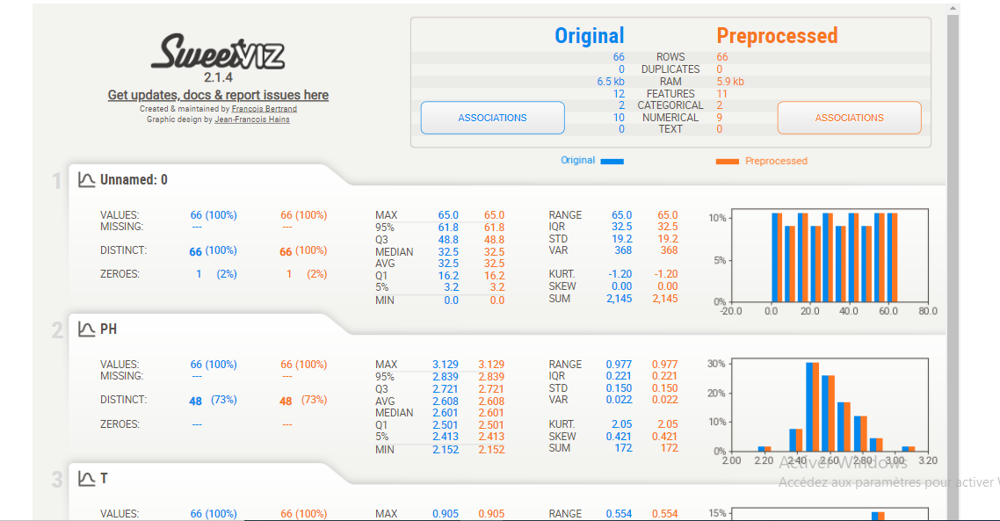 SweetVIZ
2.1.4
Get updates, docs & report issues here
Created & maintained by Francois Bertrand
Graphic design by Jean-Francois Hains
Original Preprocessed
66 ROWS 66
0 DUPLICATES 0
6.5 kb RAM 5.9 kb
12 FEATURES 11
2 CATEGORICAL 2
10 NUMERICAL 9
0 TEXT 0
ASSOCIATIONS
ASSOCIATIONS
Original Preprocessed
1 Unnamed: 0
VALUES: 66 (100%) 66 (100%)
MISSING: --- ---
DISTINCT: 66 (100%) 66 (100%)
ZEROES: 1 (2%) 1 (2%)
MAX 65.0 65.0
95% 61.8 61.8
Q3 48.8 48.8
MEDIAN 32.5 32.5
AVG 32.5 32.5
Q1 16.2 16.2
5% 3.2 3.2
MIN 0.0 0.0
RANGE 65.0 65.0
IQR 32.5 32.5
STD 19.2 19.2
VAR 368 368
KURT. -1.20 -1.20
SKEW 0.00 0.00
SUM 2,145 2,145
10%
5%
0%
-20.0 0.0 20.0 40.0 60.0 80.0
2 PH
VALUES: 66 (100%) 66 (100%)
MISSING: --- ---
DISTINCT: 48 (73%) 48 (73%)
ZEROES: --- ---
MAX 3.129 3.129
95% 2.839 2.839
Q3 2.721 2.721
AVG 2.608 2.608
MEDIAN 2.601 2.601
Q1 2.501 2.501
5% 2.413 2.413
MIN 2.152 2.152
RANGE 0.977 0.977
IQR 0.221 0.221
STD 0.150 0.150
VAR 0.022 0.022
KURT. 2.05 2.05
SKEW 0.421 0.421
SUM 172 172
30%
20%
10%
0%
2.00 2.20 2.40 2.60 2.80 3.00 3.20
Activer Windows
Accédez aux paramètres pour activer
3 T
VALUES: 66 (100%) 66 (100%)
MAX 0.905 0.905
RANGE 0.554 0.554
15%